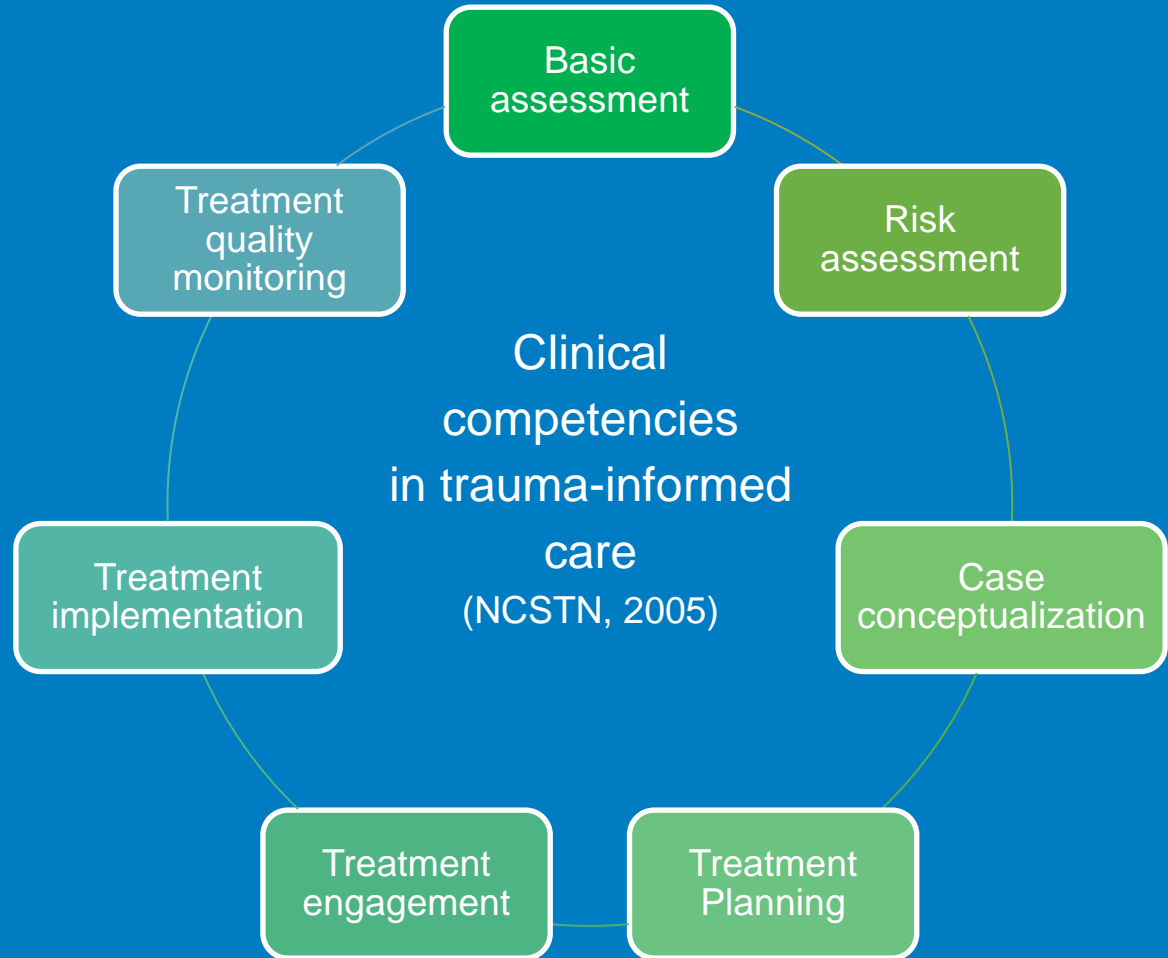 Basic
assessment
Risk
assessment
Case
conceptualization
Treatment
Planning
Treatment
engagement
Treatment
implementation
Treatment
quality
monitoring
Clinical
competencies
in trauma-informed
care
(NCSTN, 2005)